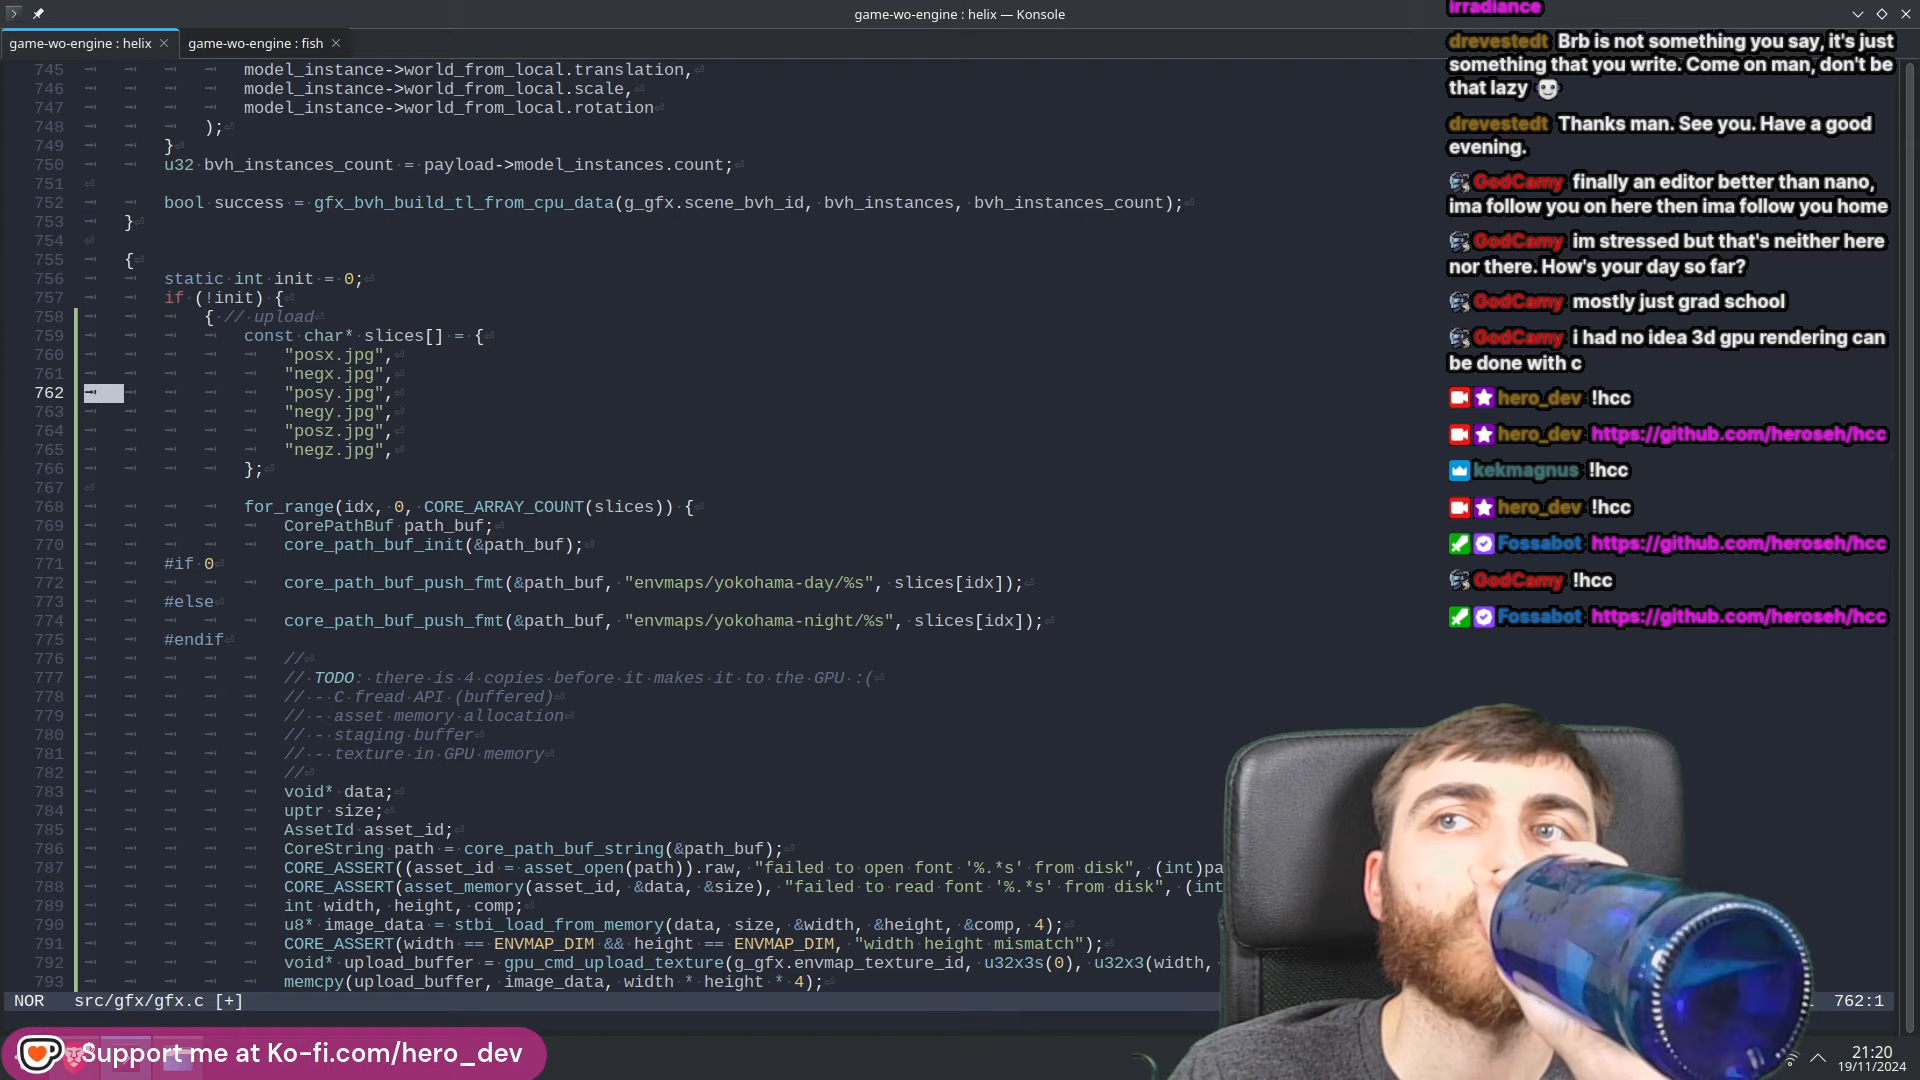 game-wo-engine : helix — Konsole
game-wo-engine : helix
game-wo-engine : fish
745 model_instance->world_from_local.translation,
746 model_instance->world_from_local.scale,
747 model_instance->world_from_local.rotation
748 );
749 }
750 u32 bvh_instances_count = payload->model_instances.count;
751
752 bool success = gfx_bvh_build_tl_from_cpu_data(g_gfx.scene_bvh_id, bvh_instances, bvh_instances_count);
753 }
754
755 {
756 static int init = 0;
757 if (!init) {
758 { // upload
759 const char* slices[] = {
760 "posx.jpg",
761 "negx.jpg",
762 "posy.jpg",
763 "negy.jpg",
764 "posz.jpg",
765 "negz.jpg",
766 };
767
768 for_range(idx, 0, CORE_ARRAY_COUNT(slices)) {
769 CorePathBuf path_buf;
770 core_path_buf_init(&path_buf);
771 #if 0
772 core_path_buf_push_fmt(&path_buf, "envmaps/yokohama-day/%s", slices[idx]);
773 #else
774 core_path_buf_push_fmt(&path_buf, "envmaps/yokohama-night/%s", slices[idx]);
775 #endif
776 //
777 // TODO: there is 4 copies before it makes it to the GPU :(
778 // - C fread API (buffered)
779 // - asset memory allocation
780 // - staging buffer
781 // - texture in GPU memory
782 //
783 void* data;
784 uptr size;
785 AssetId asset_id;
786 CoreString path = core_path_buf_string(&path_buf);
787 CORE_ASSERT((asset_id = asset_open(path)).raw, "failed to open font '%.*s' from disk", (int)pa
788 CORE_ASSERT(asset_memory(asset_id, &data, &size), "failed to read font '%.*s' from disk", (int
789 int width, height, comp;
790 u8* image_data = stbi_load_from_memory(data, size, &width, &height, &comp, 4);
791 CORE_ASSERT(width == ENVMAP_DIM && height == ENVMAP_DIM, "width height mismatch");
792 void* upload_buffer = gpu_cmd_upload_texture(g_gfx.envmap_texture_id, u32x3s(0), u32x3(width,
793 memcpy(upload_buffer, image_data, width * height * 4);
NOR src/gfx/gfx.c [+]
762:1
irradiance
drevestedt Brb is not something you say, it's just
something that you write. Come on man, don't be
that lazy
drevestedt Thanks man. See you. Have a good
evening.
GodCamy finally an editor better than nano,
ima follow you on here then ima follow you home
GodCamy im stressed but that's neither here
nor there. How's your day so far?
GodCamy mostly just grad school
GodCamy i had no idea 3d gpu rendering can
be done with c
hero_dev !hcc
hero_dev https://github.com/heroseh/hcc
kekmagnus !hcc
hero_dev !hcc
Fossabot https://github.com/heroseh/hcc
GodCamy !hcc
Fossabot https://github.com/heroseh/hcc
Support me at Ko-fi.com/hero_dev
21:20
19/11/2024